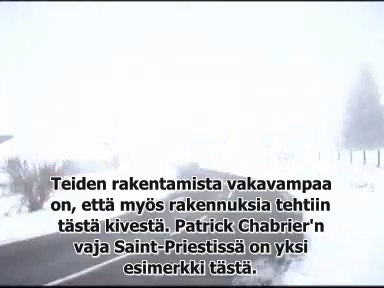 Teiden rakentamista vakavampaa
on, että myös rakennuksia tehtiin
tästä kivestä. Patrick Chabrier'n
vaja Saint-Priestissä on yksi
esimerkki tästä.